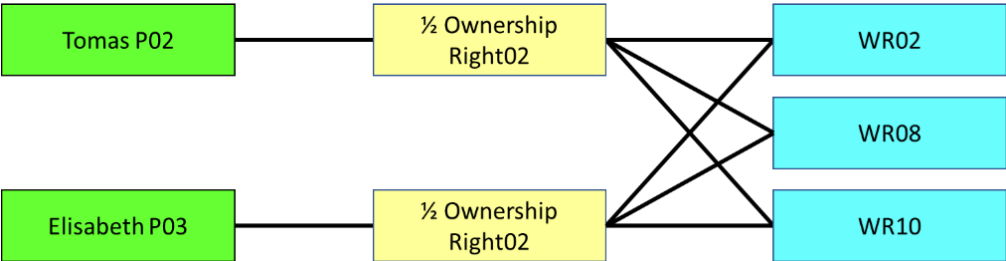 Tomas P02
½ Ownership
Right02
WR02
WR08
Elisabeth P03
½ Ownership
Right02
WR10